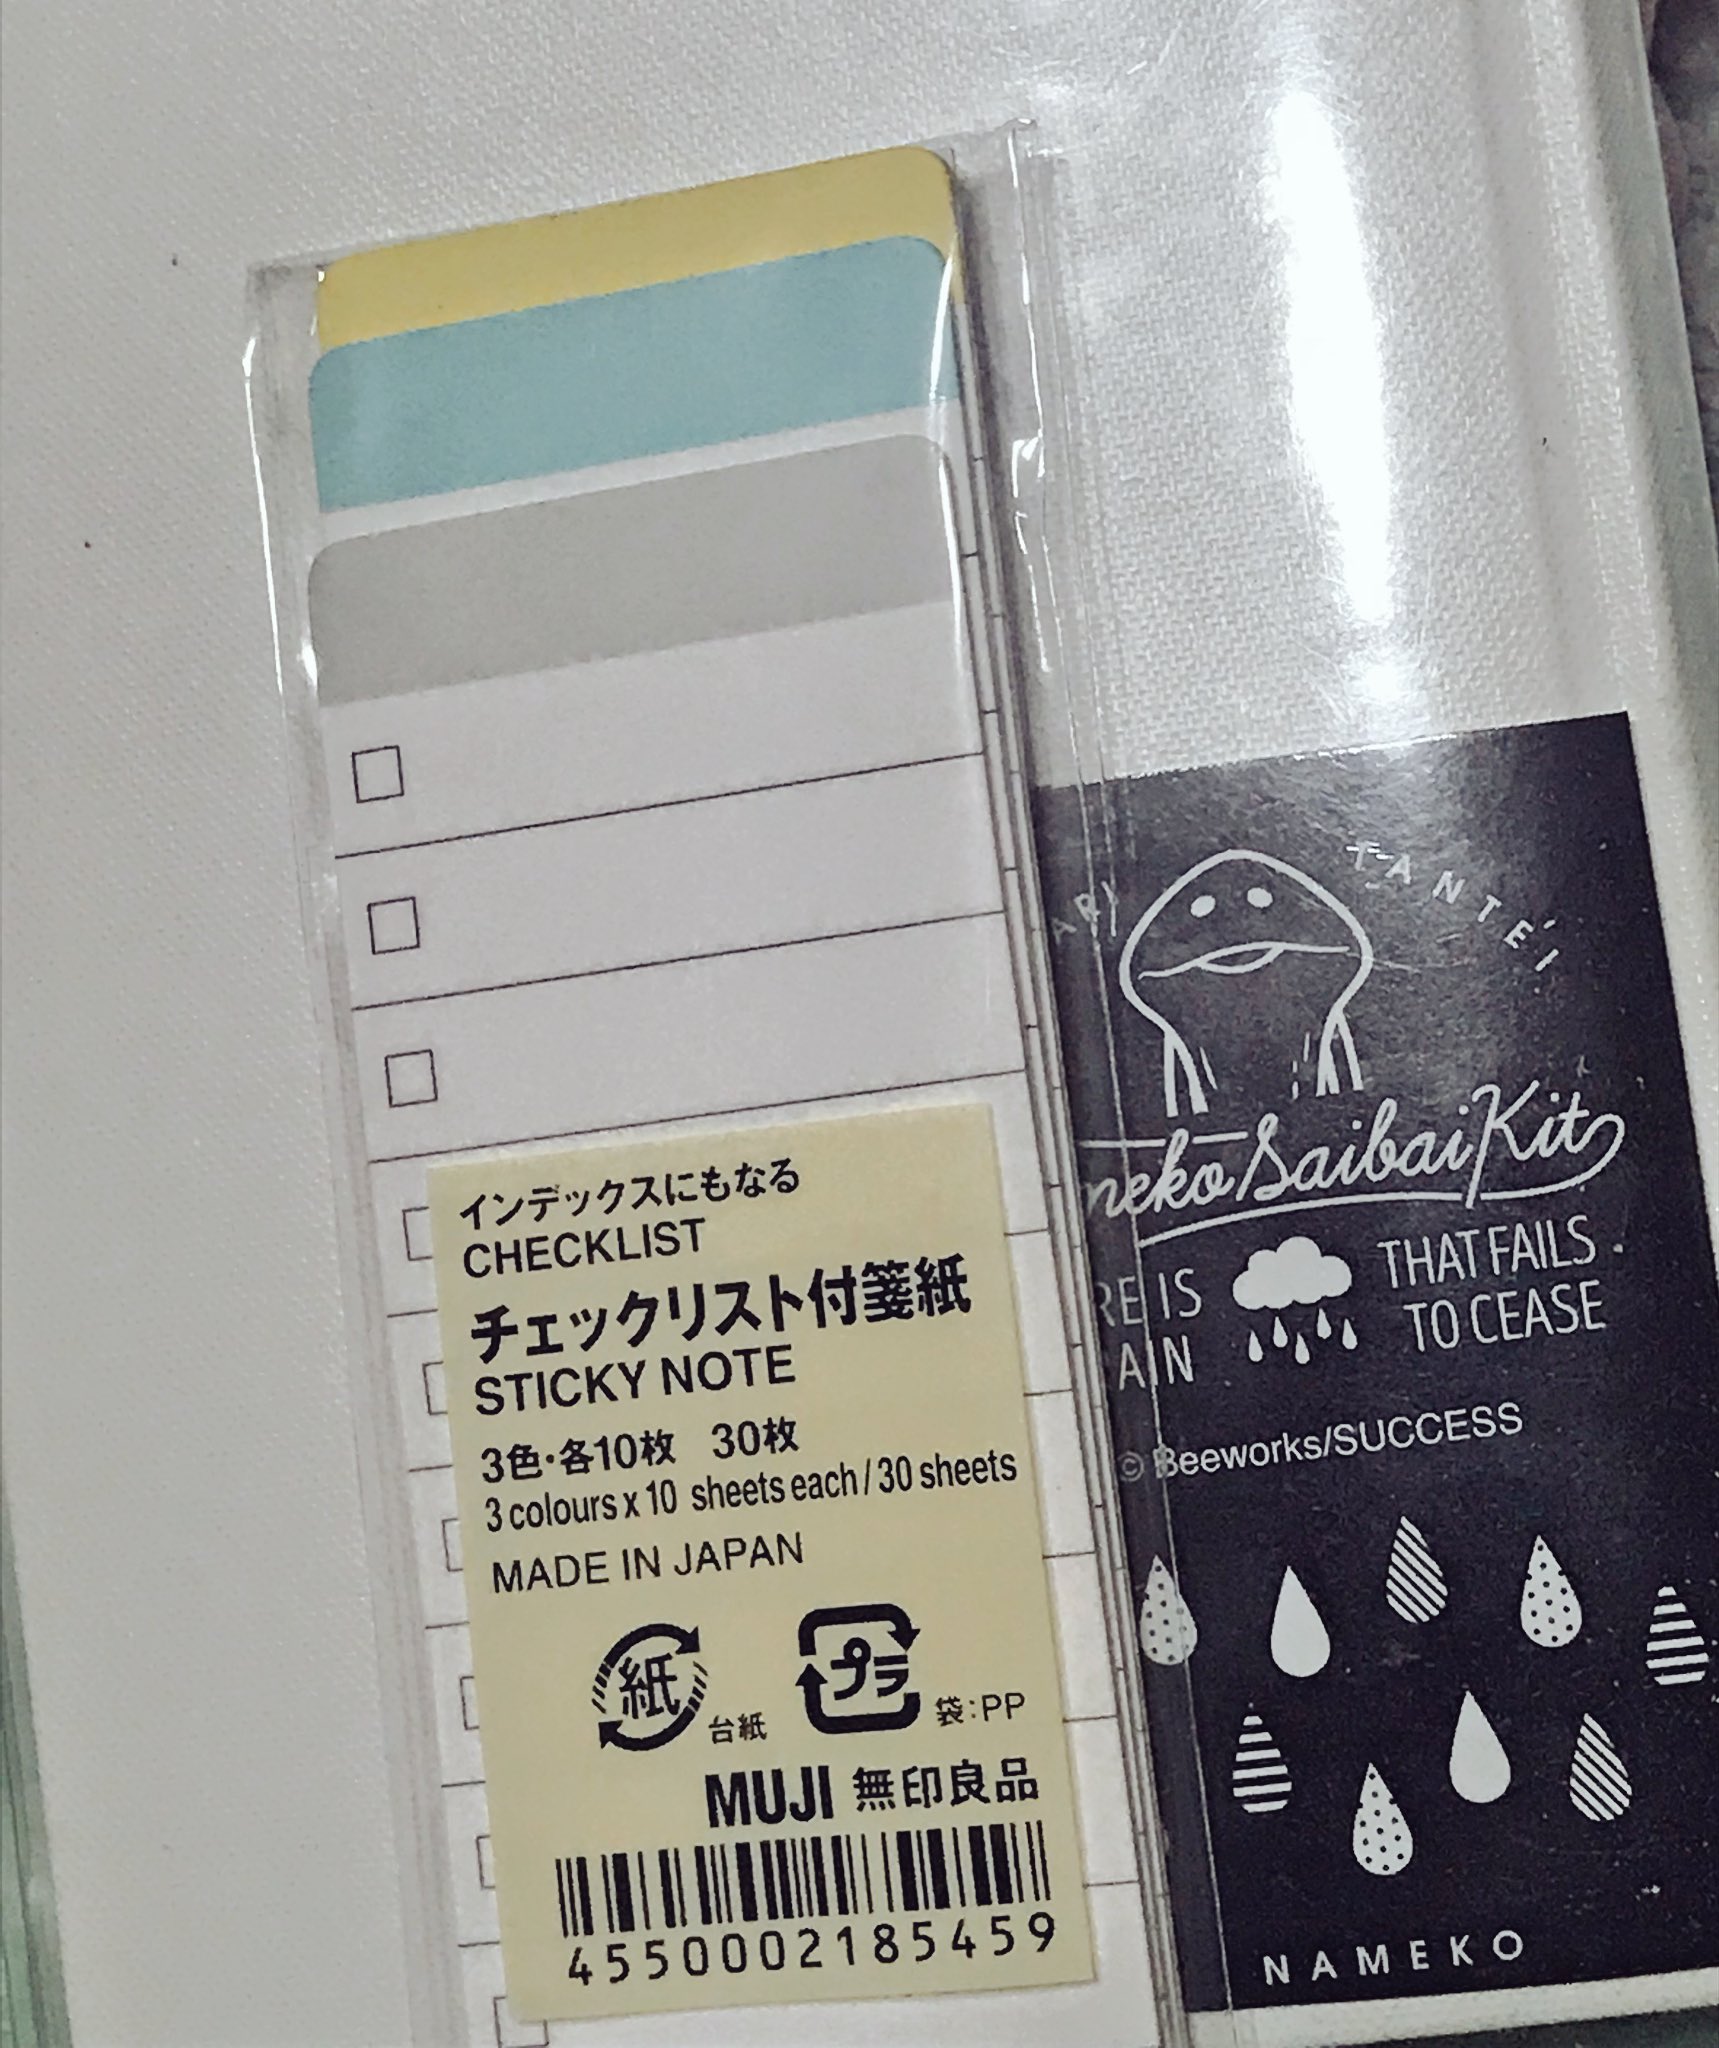 インデックスにもなる
CHECKLIST
チェックリスト付箋紙
STICKY NOTE
3色・各10枚 30枚
3 colours x 10 sheets each / 30 sheets
MADE IN JAPAN
紙 台紙
プラ 袋:PP
MUJI 無印良品
4550002185459
TANTEI
Saibai Kit
IS
THAT FAILS
TO CEASE
© Beeworks/SUCCESS
NAMEKO